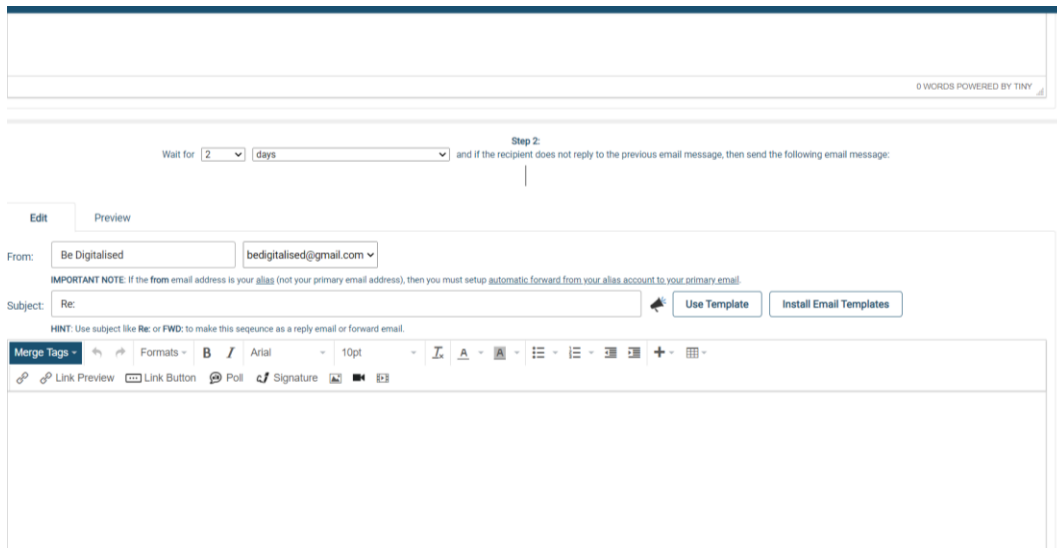 0 WORDS POWERED BY TINY
Step 2:
Wait for 2 days and if the recipient does not reply to the previous email message, then send the following email message:
Edit Preview
From: Be Digitalised bedigitalised@gmail.com
IMPORTANT NOTE: If the from email address is your alias (not your primary email address), then you must setup automatic forward from your alias account to your primary email.
Subject: Re: Use Template Install Email Templates
HINT: Use subject like Re: or FWD: to make this seqeunce as a reply email or forward email.
Merge Tags Formats B I Arial 10pt A A
Link Preview Link Button Poll Signature